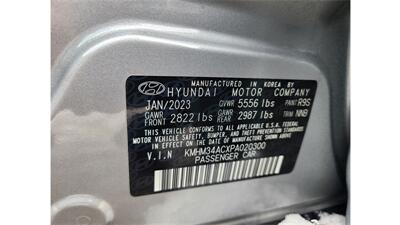 MANUFACTURED IN KOREA BY
HYUNDAI MOTOR COMPANY
JAN/2023 GVWR 5556 lbs PAINT R9S
GAWR FRONT 2822 lbs GAWR REAR 2987 lbs TRIM NNB
THIS VEHICLE CONFORMS TO ALL APPLICABLE
U.S. FEDERAL MOTOR VEHICLE SAFETY,
BUMPER, AND THEFT PREVENTION STANDARDS
IN EFFECT ON THE DATE OF
MANUFACTURE SHOWN ABOVE.
V.I.N KMHM34ACXPA020300
PASSENGER CAR